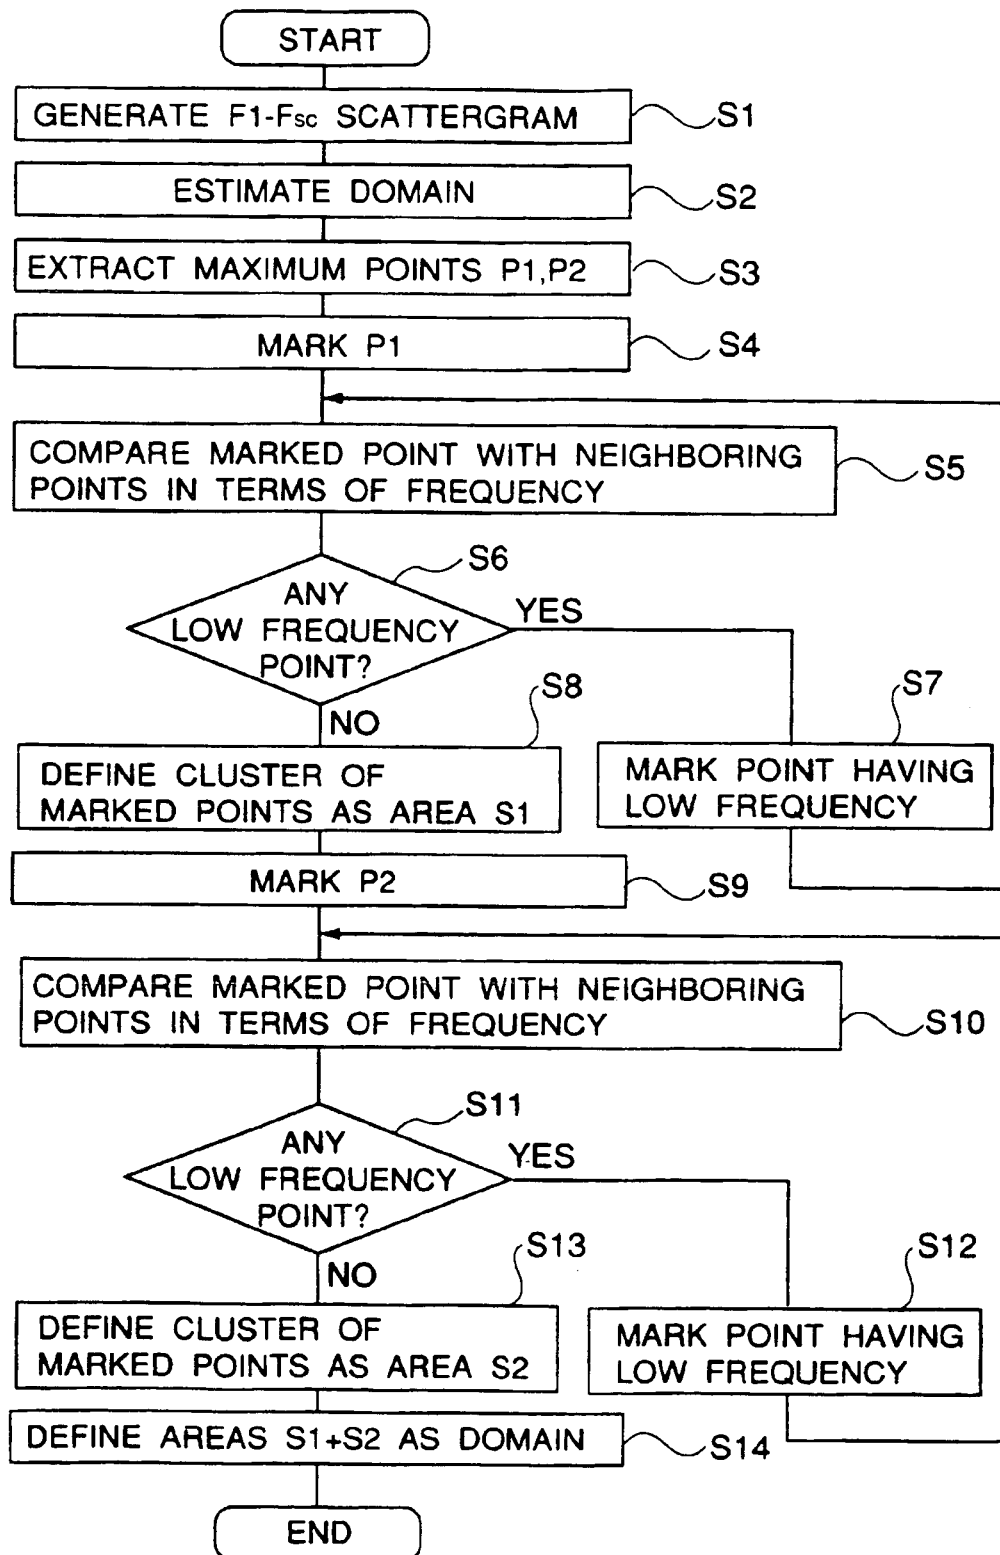 START
GENERATE F1-Fsc SCATTERGRAM
S1
ESTIMATE DOMAIN
S2
EXTRACT MAXIMUM POINTS P1,P2
S3
MARK P1
S4
COMPARE MARKED POINT WITH NEIGHBORING
POINTS IN TERMS OF FREQUENCY
S5
S6
ANY
LOW FREQUENCY
POINT?
YES
NO
S7
MARK POINT HAVING
LOW FREQUENCY
S8
DEFINE CLUSTER OF
MARKED POINTS AS AREA S1
MARK P2
S9
COMPARE MARKED POINT WITH NEIGHBORING
POINTS IN TERMS OF FREQUENCY
S10
S11
ANY
LOW FREQUENCY
POINT?
YES
NO
S12
MARK POINT HAVING
LOW FREQUENCY
S13
DEFINE CLUSTER OF
MARKED POINTS AS AREA S2
DEFINE AREAS S1+S2 AS DOMAIN
S14
END